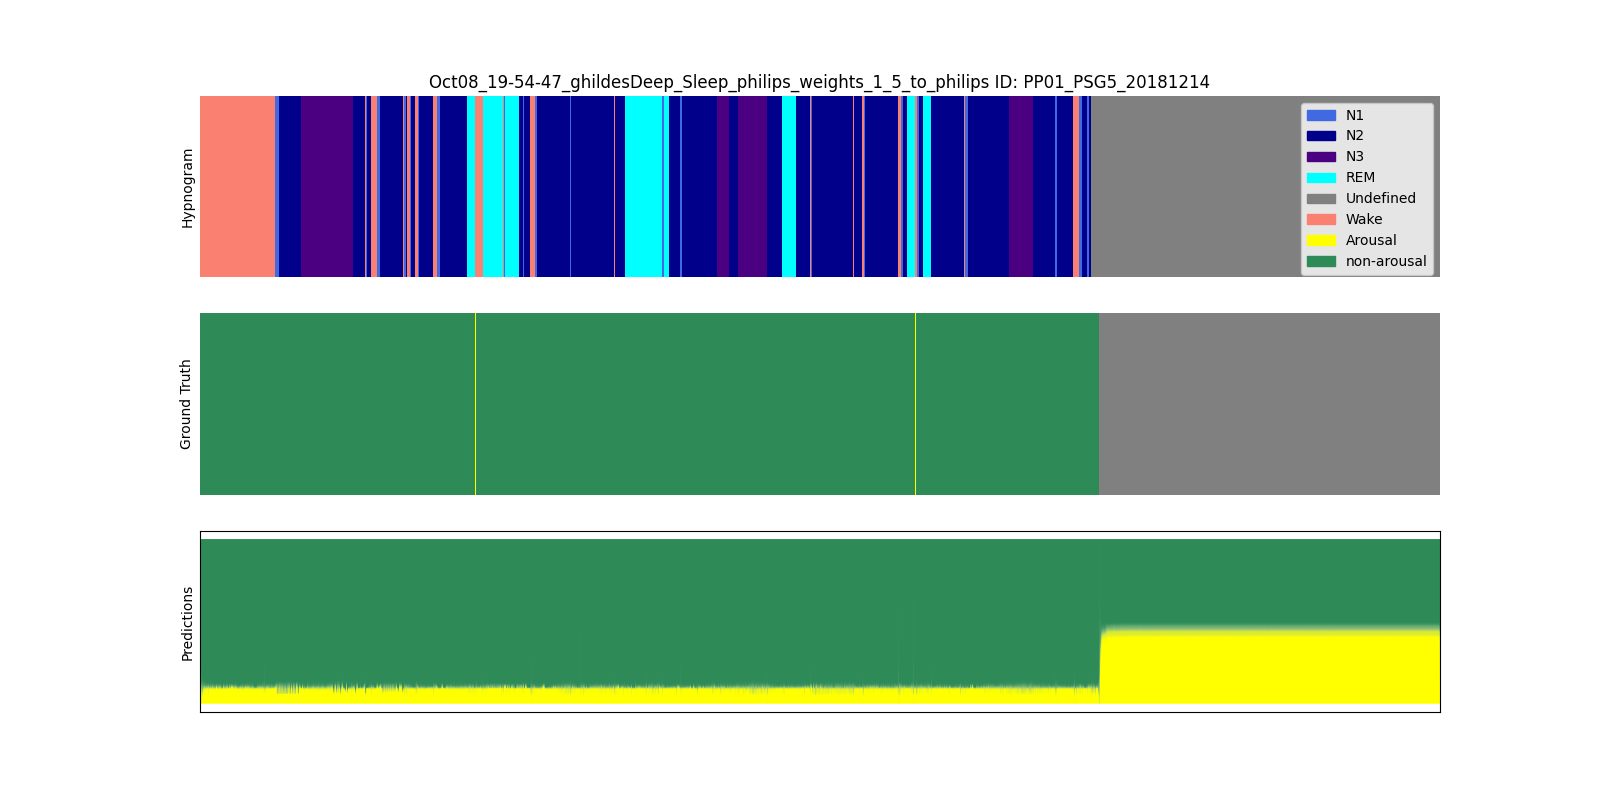 Oct08_19-54-47_ghildesDeep_Sleep_philips_weights_1_5_to_philips ID: PP01_PSG5_20181214
Hypnogram
N1
N2
N3
REM
Undefined
Wake
Arousal
non-arousal
Ground Truth
Predictions